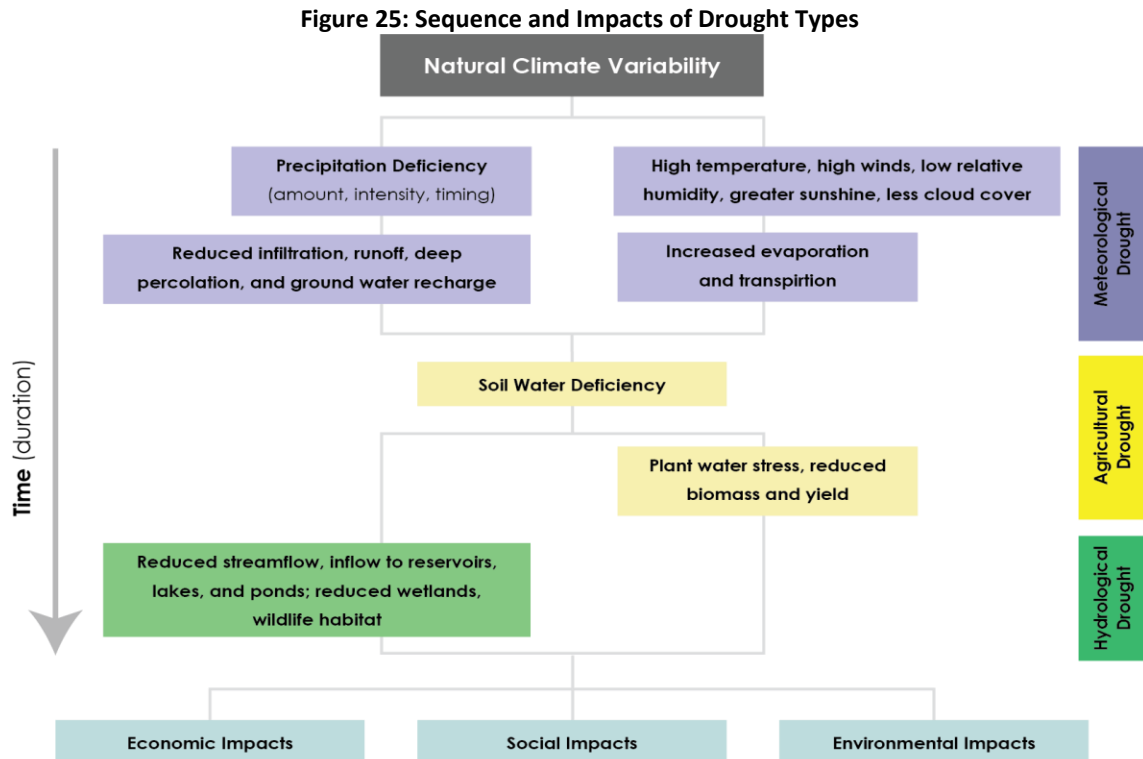 Figure 25: Sequence and Impacts of Drought Types
Natural Climate Variability
Precipitation Deficiency
(amount, intensity, timing)
High temperature, high winds, low relative
humidity, greater sunshine, less cloud cover
Reduced infiltration, runoff, deep
percolation, and ground water recharge
Increased evaporation
and transpirtion
Meteorological
Drought
Time (duration)
Soil Water Deficiency
Plant water stress, reduced
biomass and yield
Agricultural
Drought
Reduced streamflow, inflow to reservoirs,
lakes, and ponds; reduced wetlands,
wildlife habitat
Hydrological
Drought
Economic Impacts
Social Impacts
Environmental Impacts